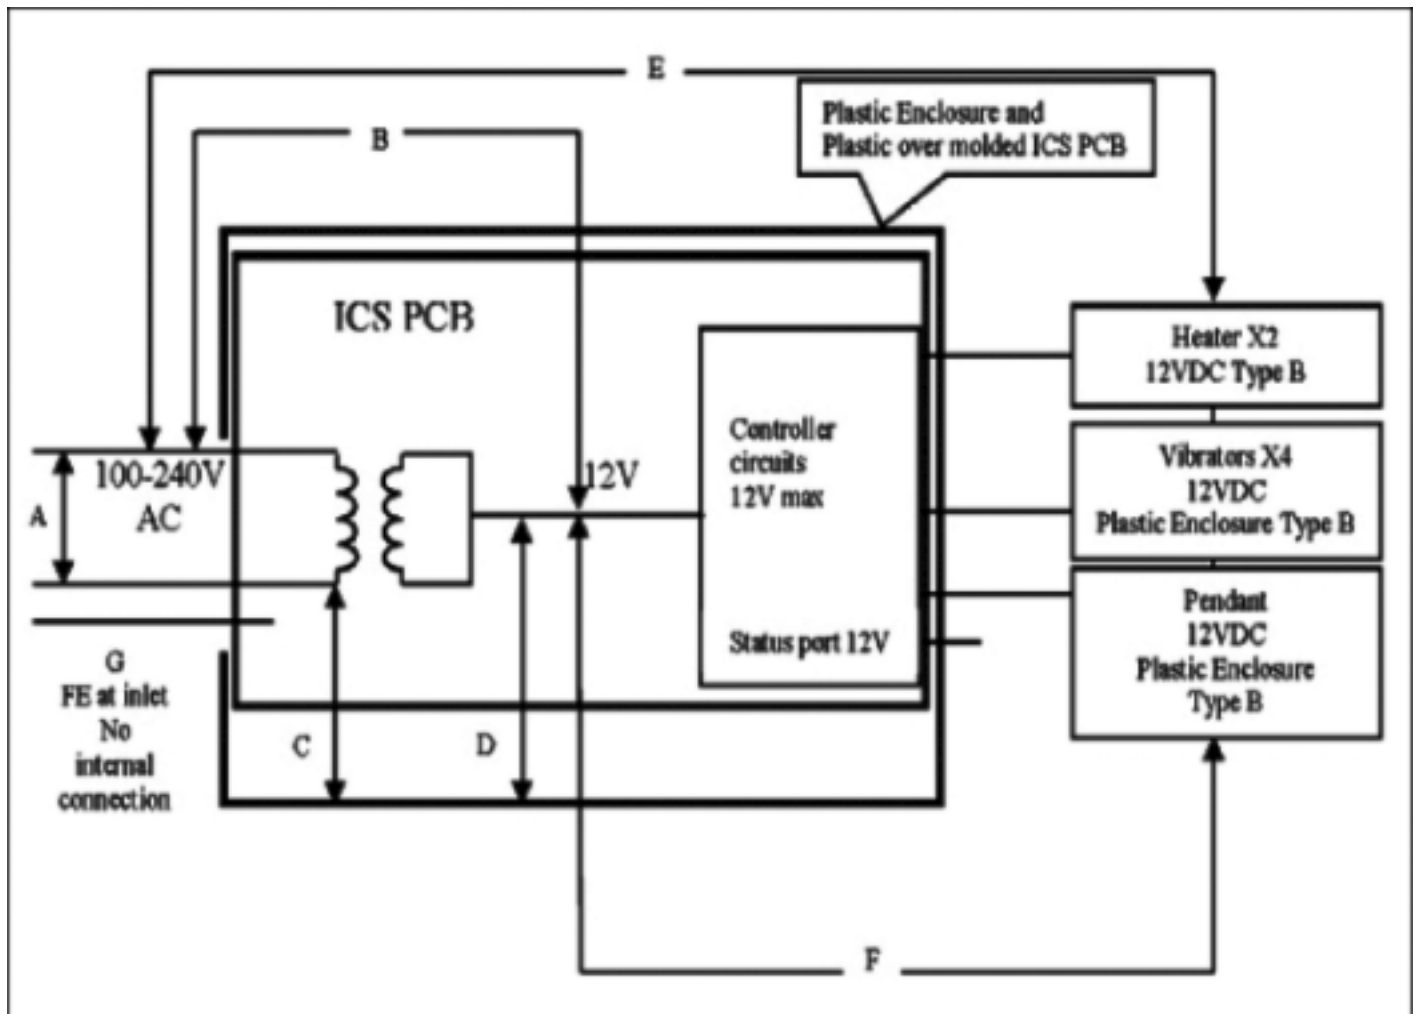 E
B
Plastic Enclosure and
Plastic over molded ICS PCB
ICS PCB
Heater X2
12VDC Type B
Controller
circuits
12V max
Vibrators X4
12VDC
Plastic Enclosure Type B
100-240V
AC
A
12V
Pendant
12VDC
Plastic Enclosure
Type B
Status port 12V
G
FE at inlet
No
internal
connection
C
D
F